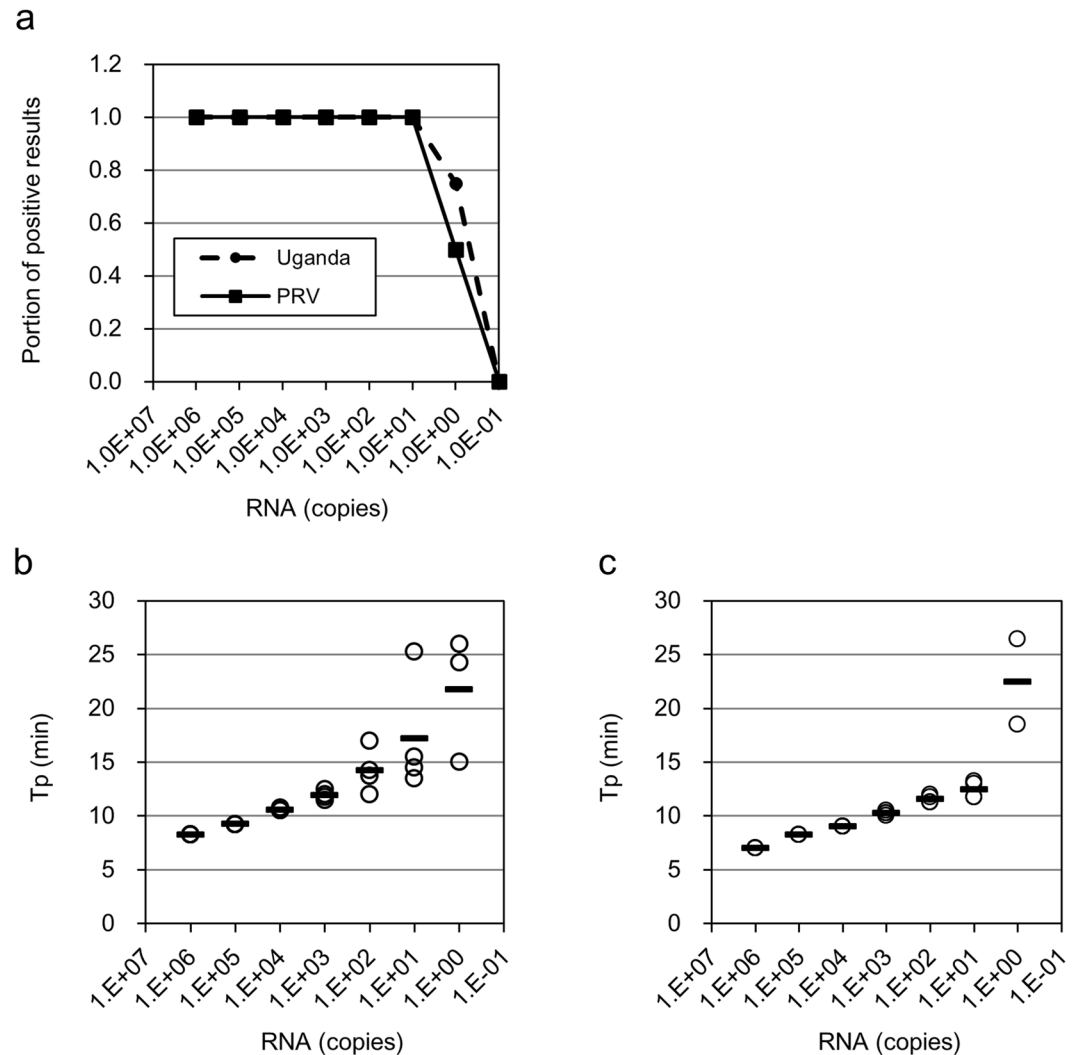 a
1.2
1.0
0.8
0.6
0.4
0.2
0.0
Portion of positive results
Uganda
PRV
1.0E+07
1.0E+06
1.0E+05
1.0E+04
1.0E+03
1.0E+02
1.0E+01
1.0E+00
1.0E-01
RNA (copies)
b
30
25
20
15
10
5
0
Tp (min)
1.E+07
1.E+06
1.E+05
1.E+04
1.E+03
1.E+02
1.E+01
1.E+00
1.E-01
RNA (copies)
c
30
25
20
15
10
5
0
Tp (min)
1.E+07
1.E+06
1.E+05
1.E+04
1.E+03
1.E+02
1.E+01
1.E+00
1.E-01
RNA (copies)